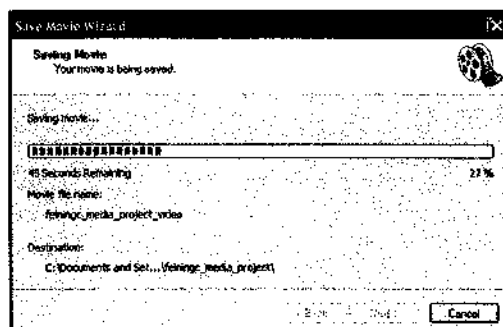 Save Movie Wizard
Saving Movie
Your movie is being saved.
Saving movie...
45 Seconds Remaining
27 %
Movie file name:
feininge_media_project_video
Destination:
C:\Documents and Set...\feininge_media_project\
Cancel